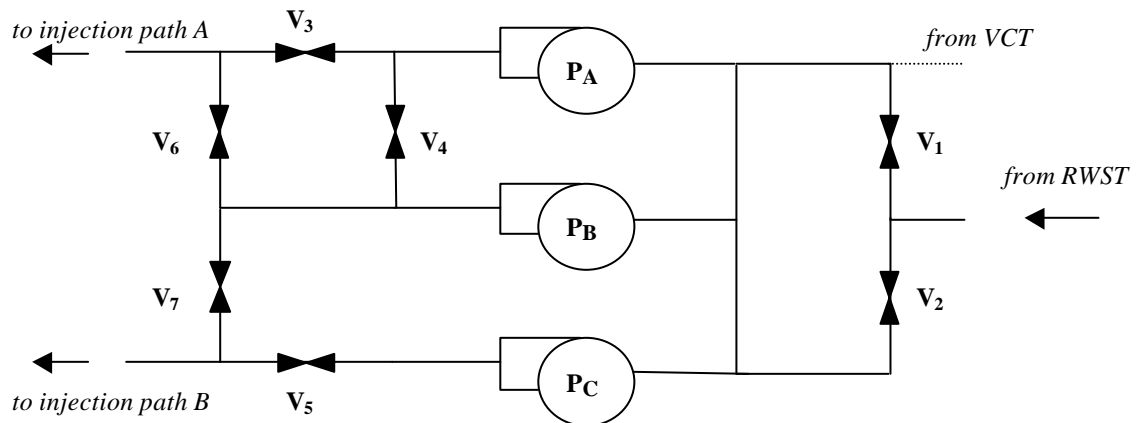 to injection path A
V3
from VCT
PA
V6
V4
V1
from RWST
PB
V7
V2
PC
to injection path B
V5